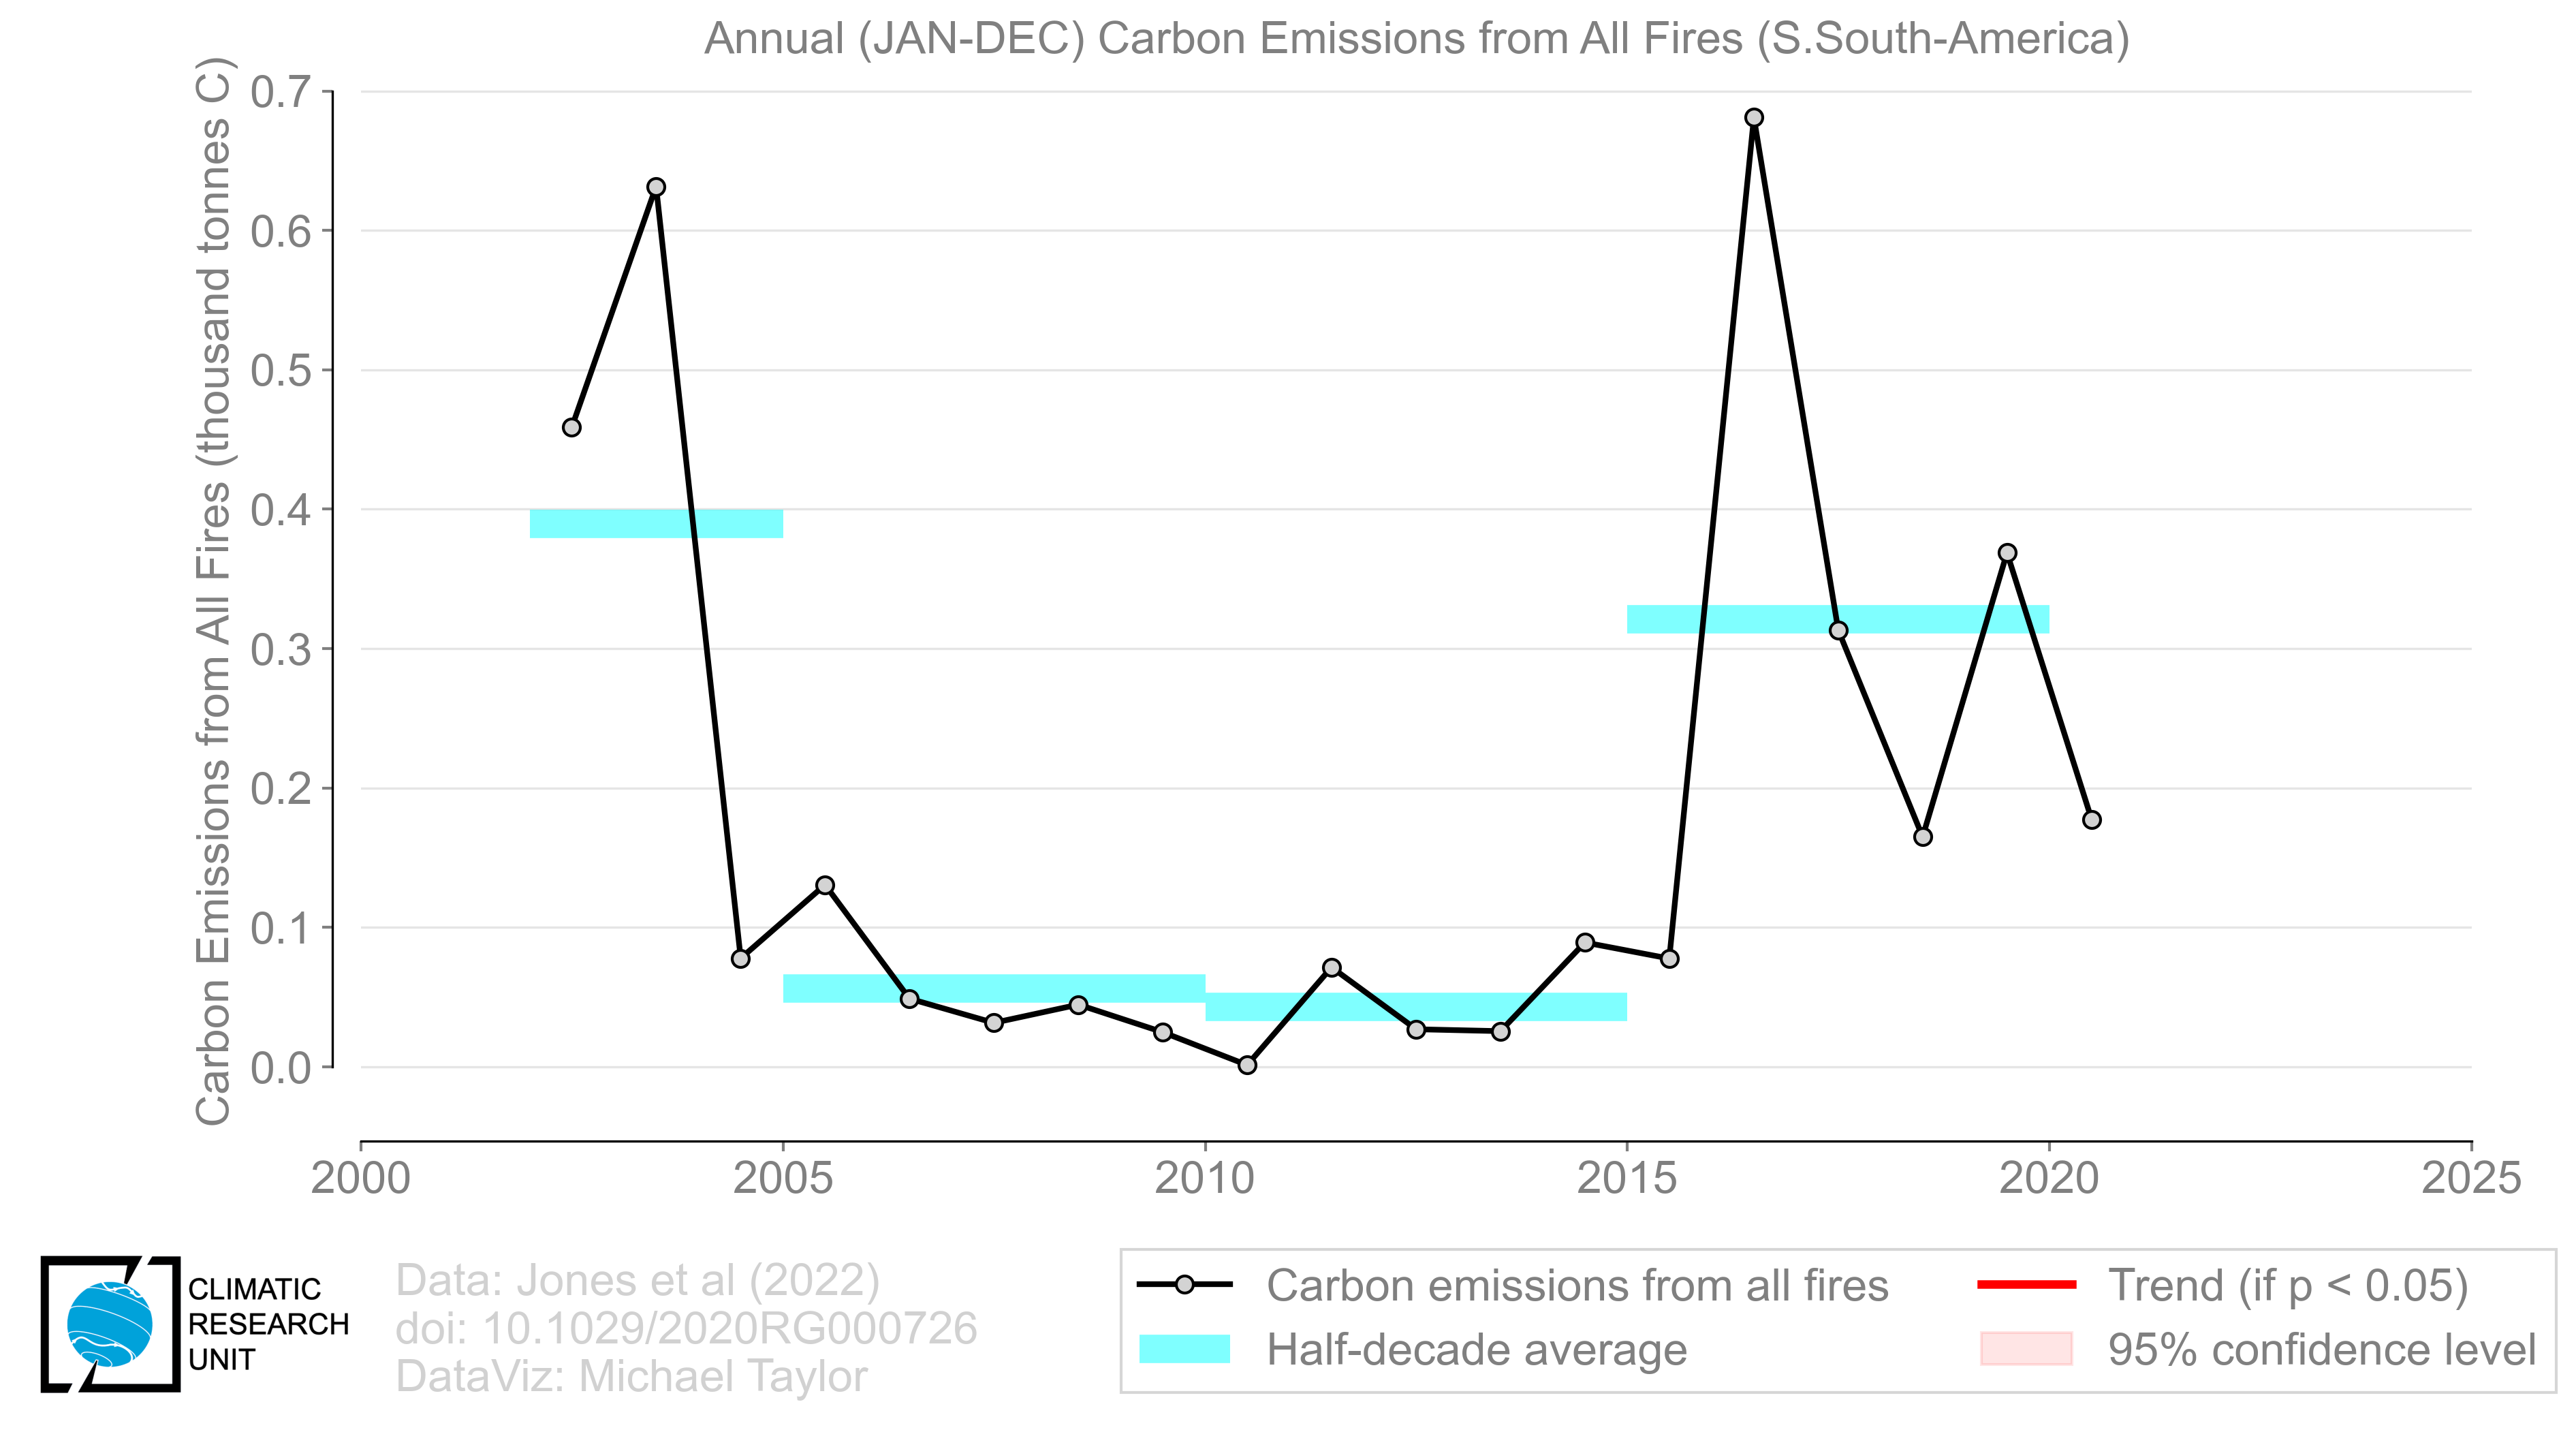 Annual (JAN-DEC) Carbon Emissions from All Fires (S.South-America)
Carbon Emissions from All Fires (thousand tonnes C)
0.7
0.6
0.5
0.4
0.3
0.2
0.1
0.0
2000 2005 2010 2015 2020 2025
CLIMATIC
RESEARCH
UNIT
Data: Jones et al (2022)
doi: 10.1029/2020RG000726
DataViz: Michael Taylor
Carbon emissions from all fires
Half-decade average
Trend (if p < 0.05)
95% confidence level